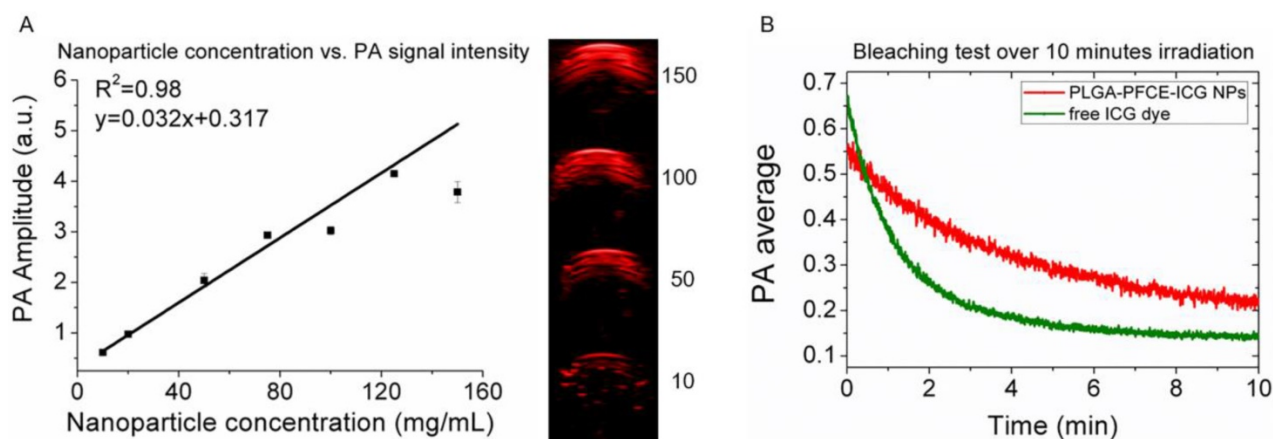 A
Nanoparticle concentration vs. PA signal intensity
R²=0.98
y=0.032x+0.317
PA Amplitude (a.u.)
6
5
4
3
2
1
0
40
80
120
160
Nanoparticle concentration (mg/mL)
150
100
50
10
B
Bleaching test over 10 minutes irradiation
PLGA-PFCE-ICG NPs
free ICG dye
PA average
0.7
0.6
0.5
0.4
0.3
0.2
0.1
0
2
4
6
8
10
Time (min)